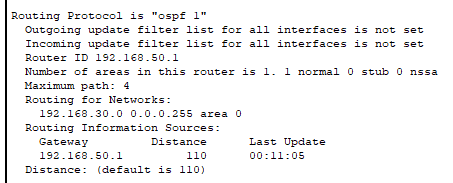 Routing Protocol is "ospf 1"
Outgoing update filter list for all interfaces is not set
Incoming update filter list for all interfaces is not set
Router ID 192.168.50.1
Number of areas in this router is 1. 1 normal 0 stub 0 nssa
Maximum path: 4
Routing for Networks:
192.168.30.0 0.0.0.255 area 0
Routing Information Sources:
Gateway Distance Last Update
192.168.50.1 110 00:11:05
Distance: (default is 110)